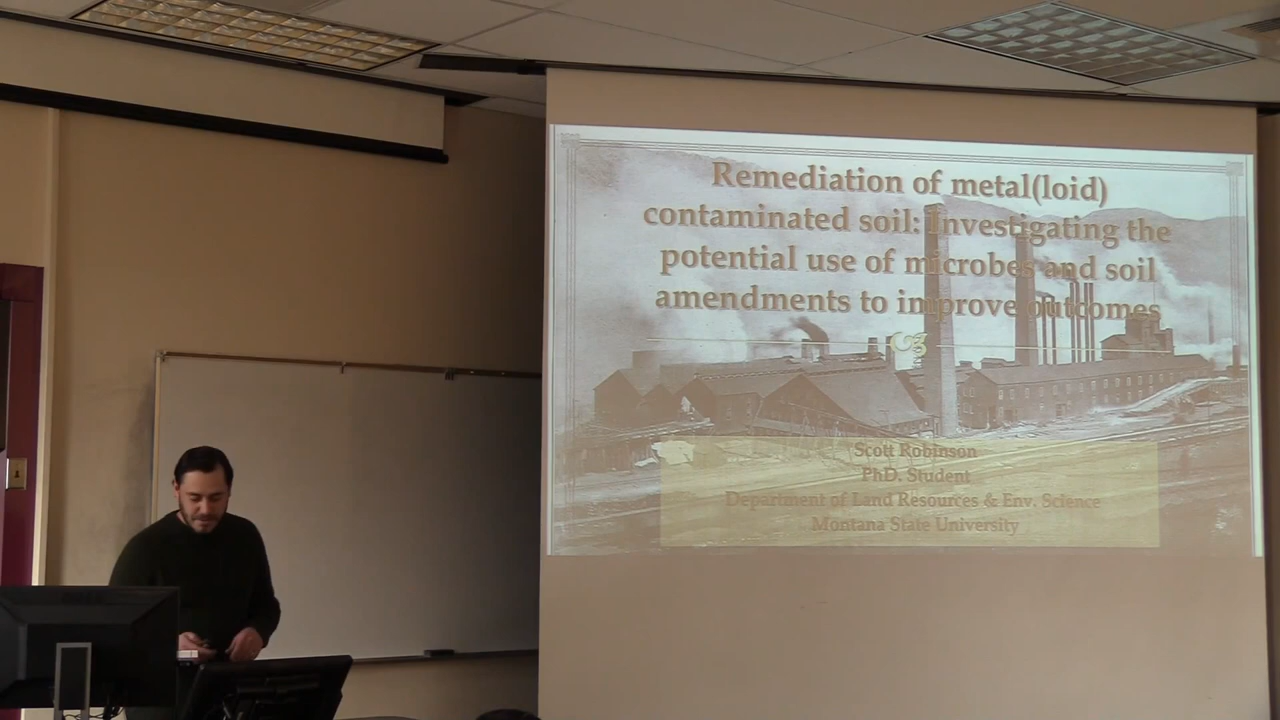 Remediation of metal(loid)
contaminated soil: Investigating the
potential use of microbes and soil
amendments to improve outcomes
Scott Robinson
PhD. Student
Department of Land Resources & Env. Science
Montana State University